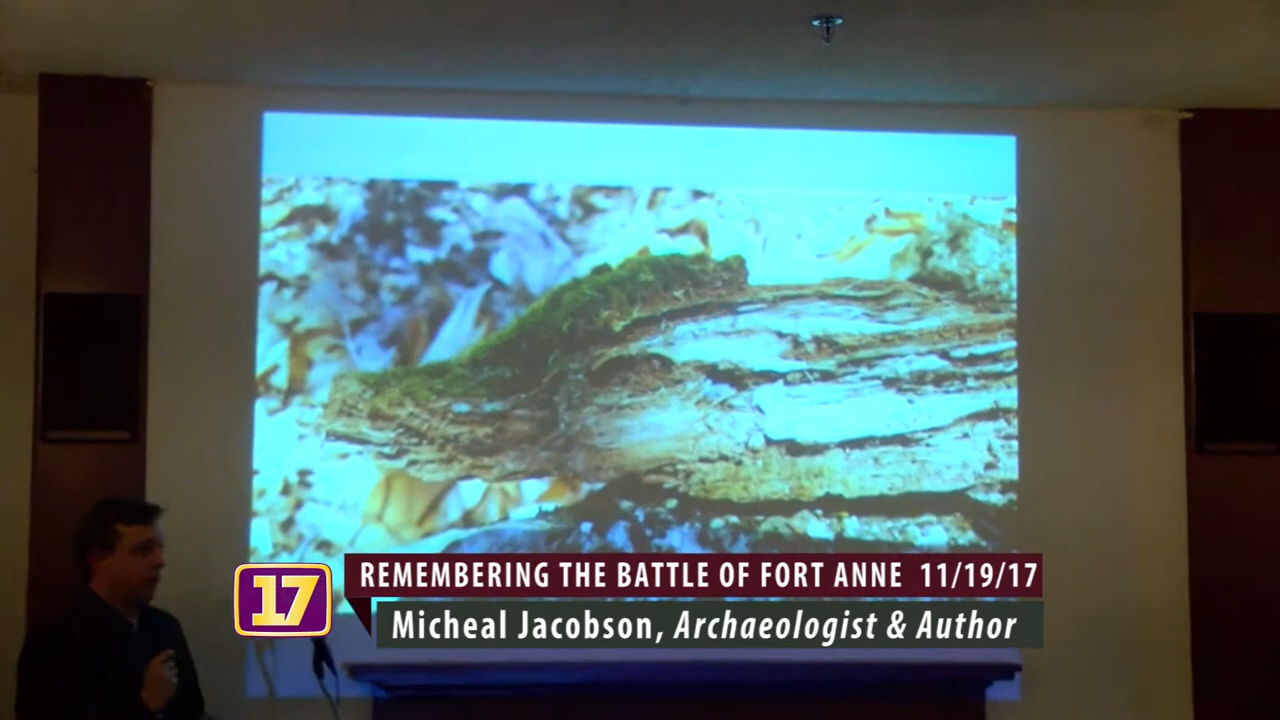 REMEMBERING THE BATTLE OF FORT ANNE 11/19/17
17
Micheal Jacobson, Archaeologist & Author